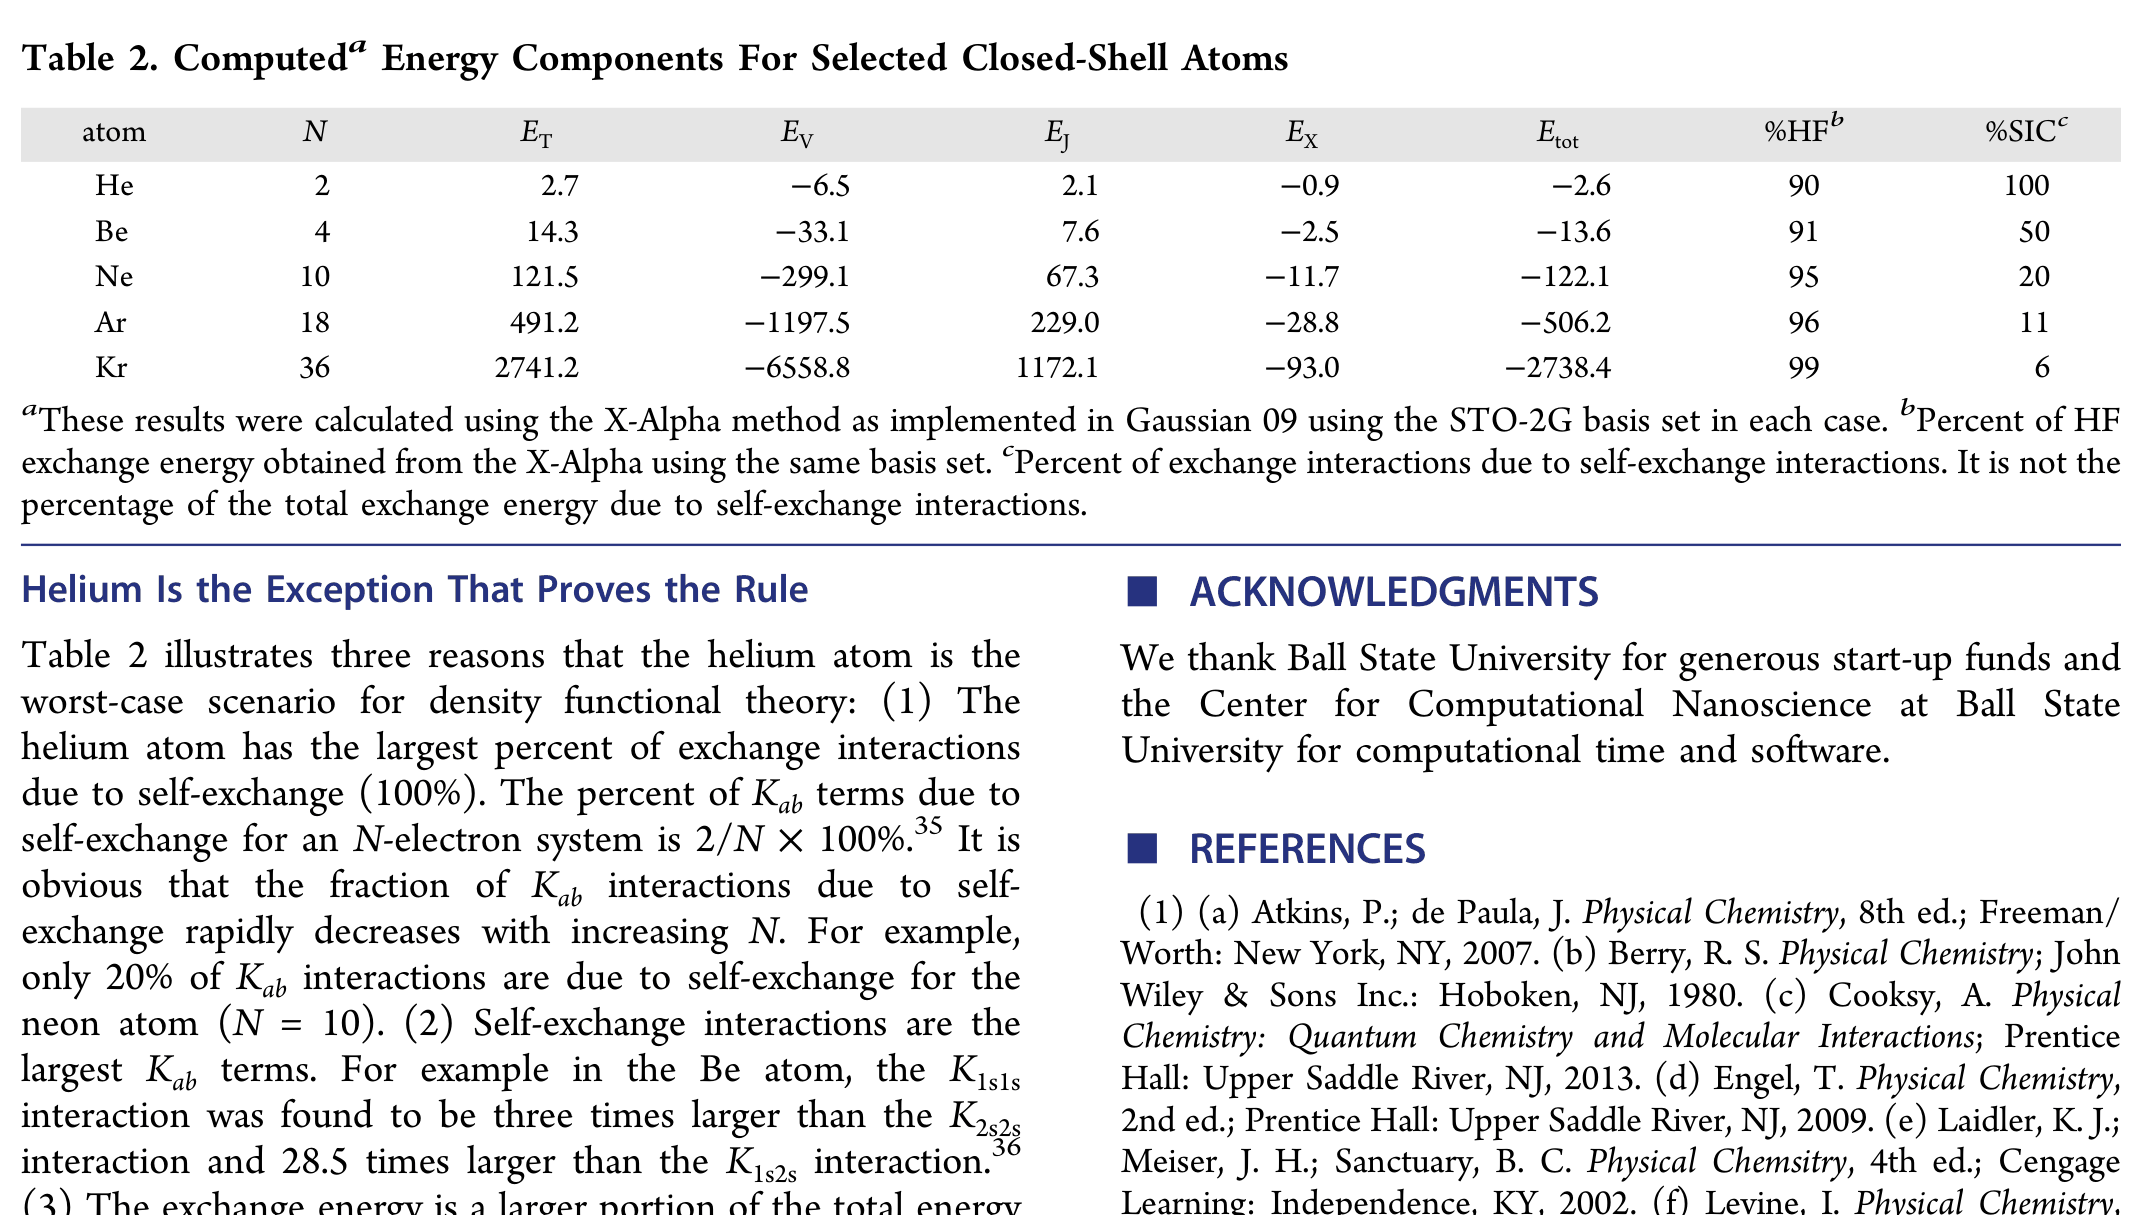 Table 2. Computedᵃ Energy Components For Selected Closed-Shell Atoms
atom N E_T E_V E_J E_X E_tot %HFᵇ %SICᶜ
He 2 2.7 −6.5 2.1 −0.9 −2.6 90 100
Be 4 14.3 −33.1 7.6 −2.5 −13.6 91 50
Ne 10 121.5 −299.1 67.3 −11.7 −122.1 95 20
Ar 18 491.2 −1197.5 229.0 −28.8 −506.2 96 11
Kr 36 2741.2 −6558.8 1172.1 −93.0 −2738.4 99 6
ᵃThese results were calculated using the X-Alpha method as implemented in Gaussian 09 using the STO-2G basis set in each case. ᵇPercent of HF
exchange energy obtained from the X-Alpha using the same basis set. ᶜPercent of exchange interactions due to self-exchange interactions. It is not the
percentage of the total exchange energy due to self-exchange interactions.
Helium Is the Exception That Proves the Rule
Table 2 illustrates three reasons that the helium atom is the
worst-case scenario for density functional theory: (1) The
helium atom has the largest percent of exchange interactions
due to self-exchange (100%). The percent of K_ab terms due to
self-exchange for an N-electron system is 2/N × 100%.³⁵ It is
obvious that the fraction of K_ab interactions due to self-
exchange rapidly decreases with increasing N. For example,
only 20% of K_ab interactions are due to self-exchange for the
neon atom (N = 10). (2) Self-exchange interactions are the
largest K_ab terms. For example in the Be atom, the K_1s1s
interaction was found to be three times larger than the K_2s2s
interaction and 28.5 times larger than the K_1s2s interaction.³⁶
(3) The exchange energy is a larger portion of the total energy
■ ACKNOWLEDGMENTS
We thank Ball State University for generous start-up funds and
the Center for Computational Nanoscience at Ball State
University for computational time and software.
■ REFERENCES
(1) (a) Atkins, P.; de Paula, J. Physical Chemistry, 8th ed.; Freeman/
Worth: New York, NY, 2007. (b) Berry, R. S. Physical Chemistry; John
Wiley & Sons Inc.: Hoboken, NJ, 1980. (c) Cooksy, A. Physical
Chemistry: Quantum Chemistry and Molecular Interactions; Prentice
Hall: Upper Saddle River, NJ, 2013. (d) Engel, T. Physical Chemistry,
2nd ed.; Prentice Hall: Upper Saddle River, NJ, 2009. (e) Laidler, K. J.;
Meiser, J. H.; Sanctuary, B. C. Physical Chemsitry, 4th ed.; Cengage
Learning: Independence, KY, 2002. (f) Levine, I. Physical Chemistry,